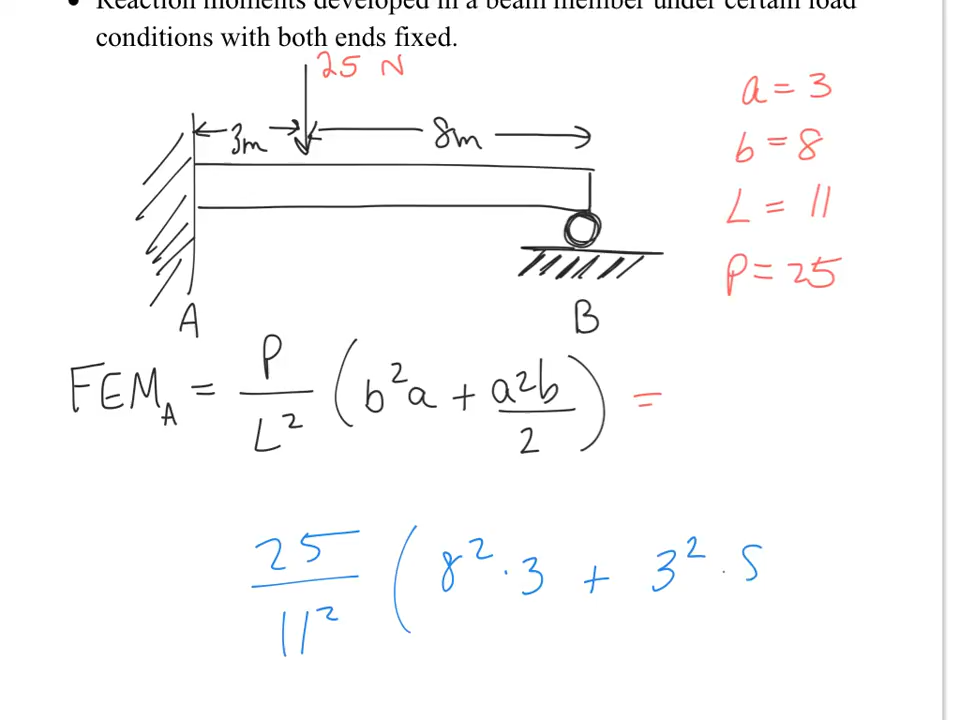 Reaction moments developed in a beam member under certain load
conditions with both ends fixed.
25 N
3m 8m
a = 3
b = 8
L = 11
P = 25
A B
FEM_A = P/L² (b²a + a²b/2) =
25/11² (8² · 3 + 3² · 5